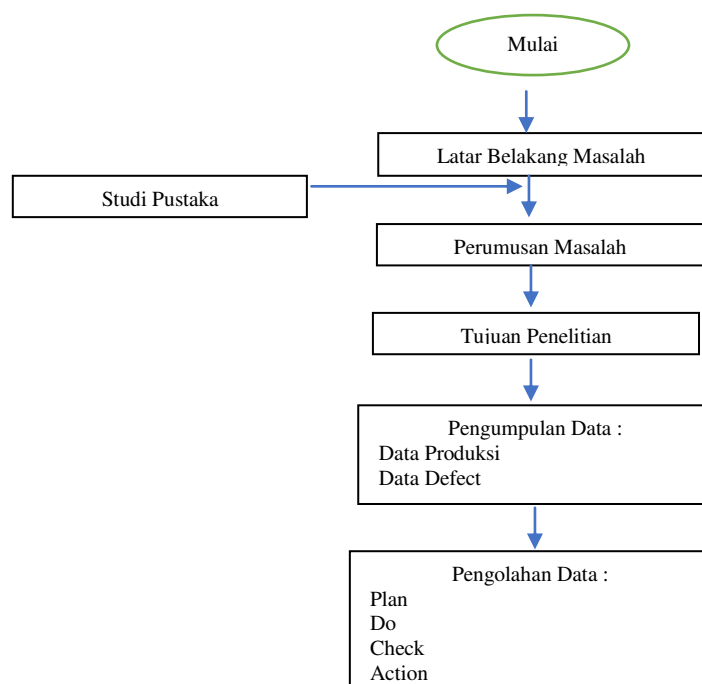 Mulai
Latar Belakang Masalah
Studi Pustaka
Perumusan Masalah
Tujuan Penelitian
Pengumpulan Data :
Data Produksi
Data Defect
Pengolahan Data :
Plan
Do
Check
Action